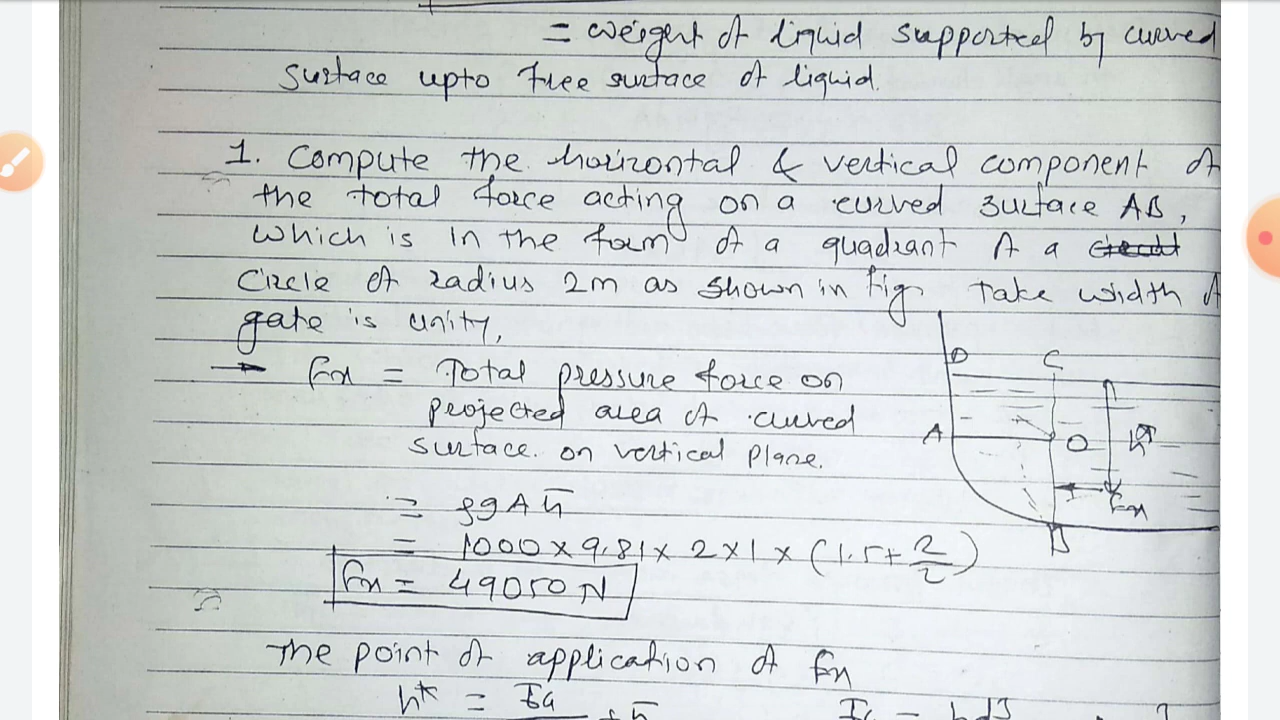 = weigent of liquid supported by curved
surface upto free surface of liquid.
1. Compute the horizontal & vertical component of
the total force acting on a curved surface AB,
which is in the form of a quadrant of a
Circle of radius 2m as shown in fig take width of
gate is unity,
→ Fx = Total pressure force on
projected area of curved
surface. on vertical plane.
D C
A O h*
Fx
B
= ρgAh̄
= 1000 × 9.81 × 2 × 1 × (1.5 + 2/2)
Fx = 49050 N
The point of application of Fx
h* = IG + h̄
IG = bd3